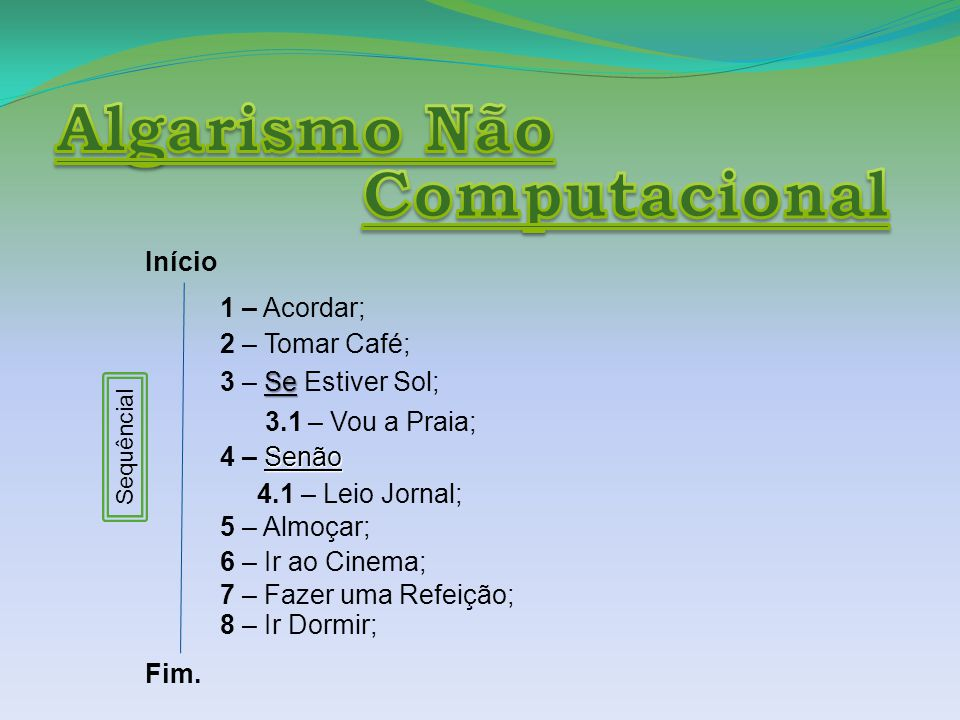 Algarismo Não
Computacional
Início
1 – Acordar;
2 – Tomar Café;
3 – Se Estiver Sol;
3.1 – Vou a Praia;
4 – Senão
4.1 – Leio Jornal;
5 – Almoçar;
6 – Ir ao Cinema;
7 – Fazer uma Refeição;
8 – Ir Dormir;
Sequêncial
Fim.